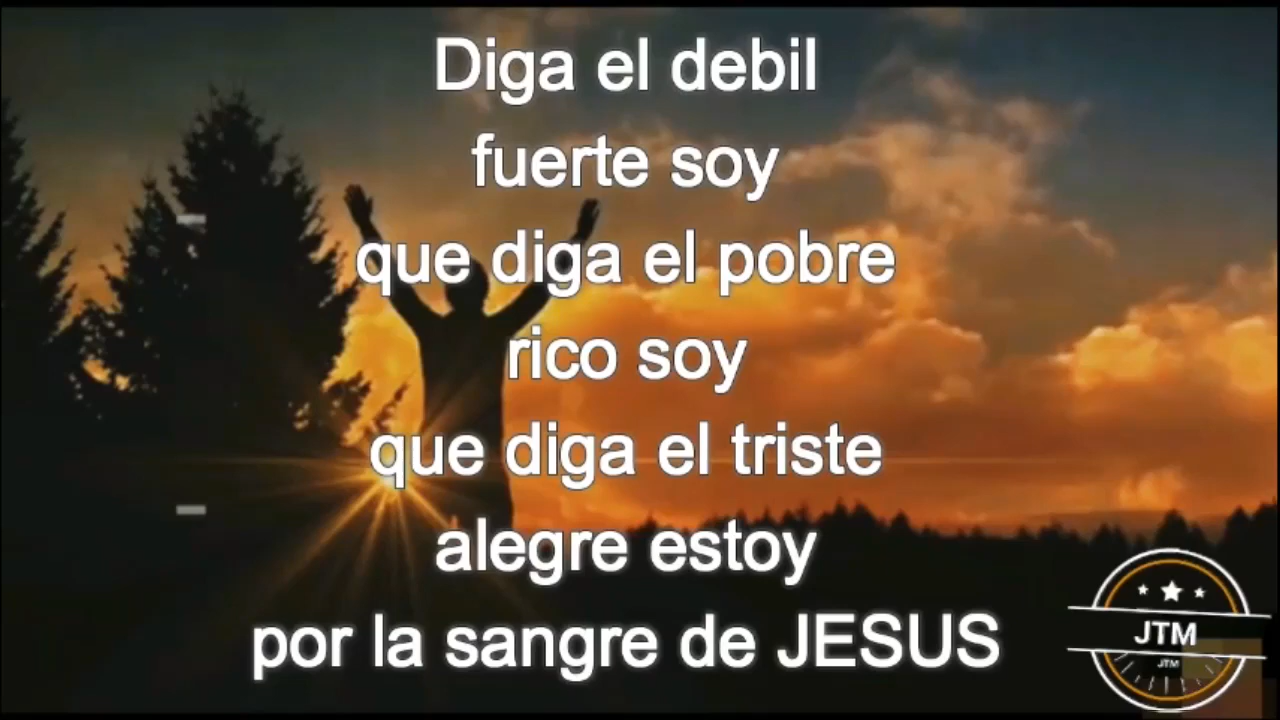 Diga el debil
fuerte soy
que diga el pobre
rico soy
que diga el triste
alegre estoy
por la sangre de JESUS
JTM
JTM